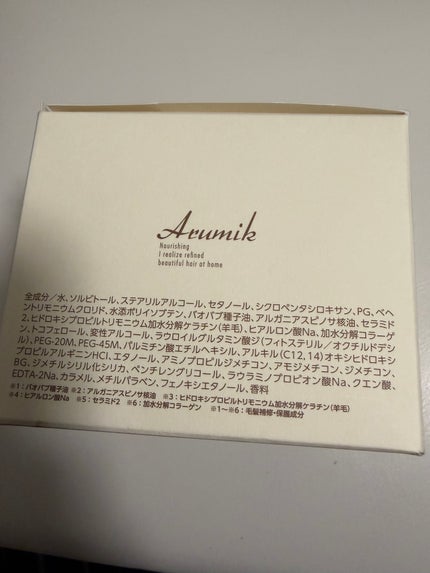 Arumik
Nourishing
I realize refined
beautiful hair at home
全成分／水、ソルビトール、ステアリルアルコール、セタノール、シクロペンタシロキサン、PG、ベヘ
ントリモニウムクロリド、水添ポリイソブテン、バオバブ種子油、アルガニアスピノサ核油、セラミド
2、ヒドロキシプロピルトリモニウム加水分解ケラチン(羊毛)、ヒアルロン酸Na、加水分解コラーゲ
ン、トコフェロール、変性アルコール、ラウロイルグルタミン酸ジ(フィトステリル／オクチルドデシ
ル)、PEG-20M、PEG-45M、パルミチン酸エチルヘキシル、アルキル(C12,14)オキシヒドロキシ
プロピルアルギニンHCl、エタノール、アミノプロピルジメチコン、アモジメチコン、ジメチコン、
BG、ジメチルシリル化シリカ、ペンチレングリコール、ラウラミノプロピオン酸Na、クエン酸、
EDTA-2Na、カラメル、メチルパラベン、フェノキシエタノール、香料
※1：バオバブ種子油 ※2：アルガニアスピノサ核油 ※3：ヒドロキシプロピルトリモニウム加水分解ケラチン(羊毛)
※4：ヒアルロン酸Na ※5：セラミド2 ※6：加水分解コラーゲン ※1～※6：毛髪補修・保護成分